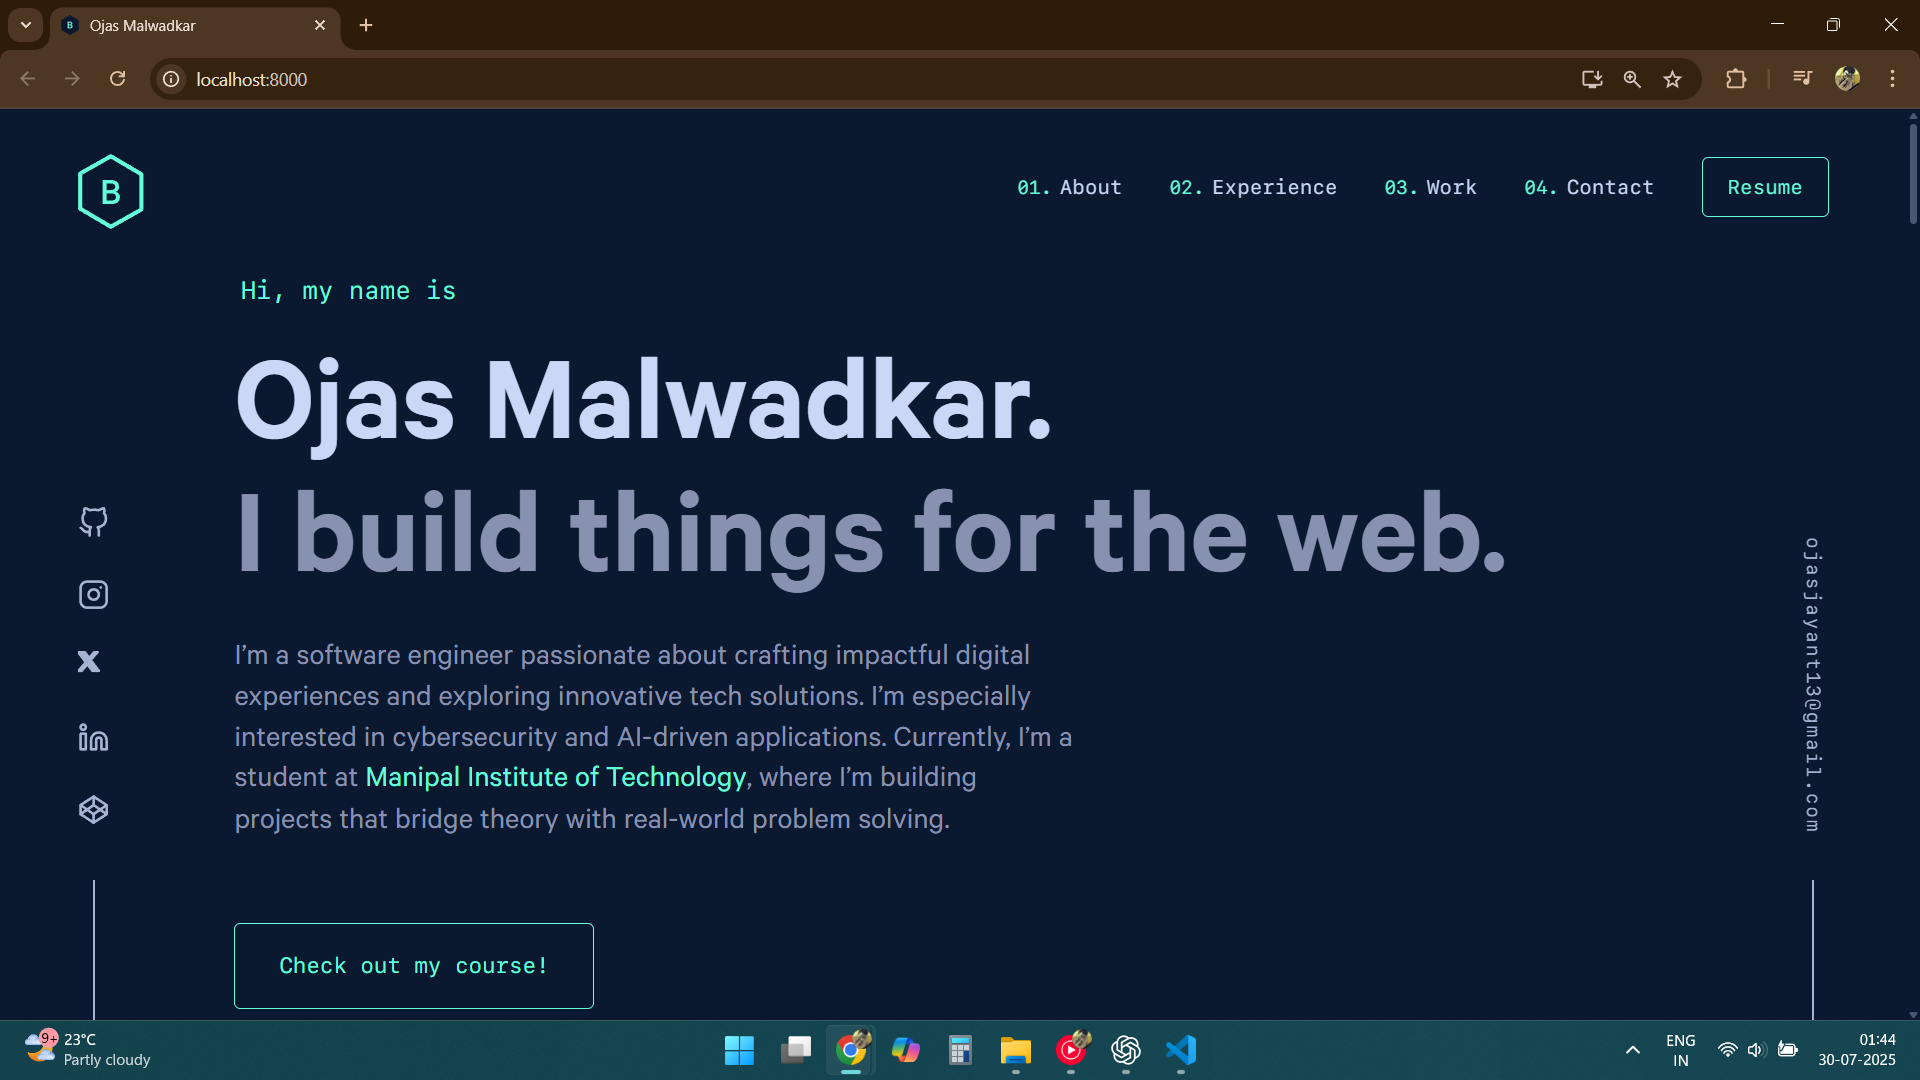 Ojas Malwadkar
localhost:8000
B
01. About 02. Experience 03. Work 04. Contact Resume
Hi, my name is
Ojas Malwadkar.
I build things for the web.
I’m a software engineer passionate about crafting impactful digital
experiences and exploring innovative tech solutions. I’m especially
interested in cybersecurity and AI-driven applications. Currently, I’m a
student at Manipal Institute of Technology, where I’m building
projects that bridge theory with real-world problem solving.
Check out my course!
ojasjayant13@gmail.com
9+
23°C
Partly cloudy
ENG
IN
01:44
30-07-2025